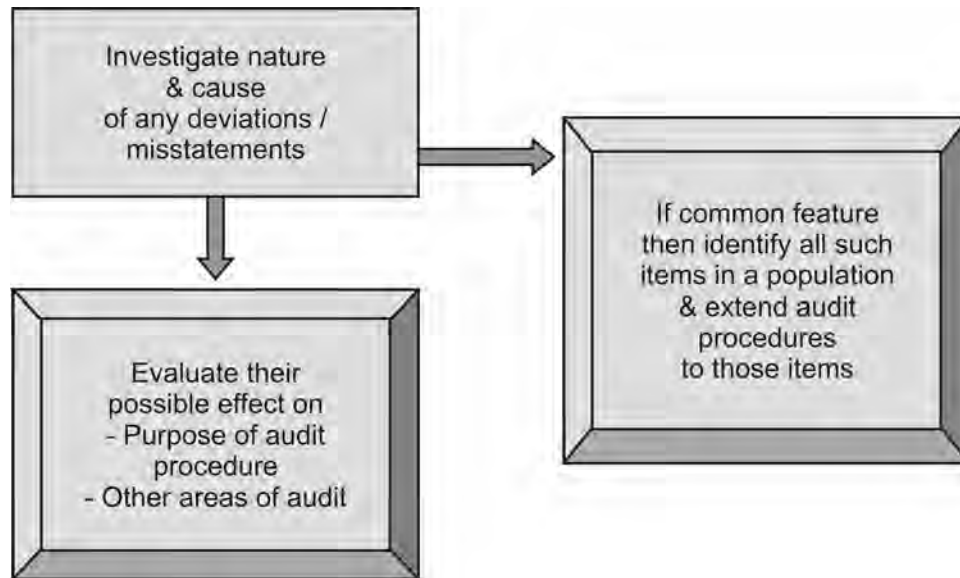 Investigate nature
& cause
of any deviations /
misstatements
If common feature
then identify all such
items in a population
& extend audit
procedures
to those items
Evaluate their
possible effect on
- Purpose of audit
procedure
- Other areas of audit